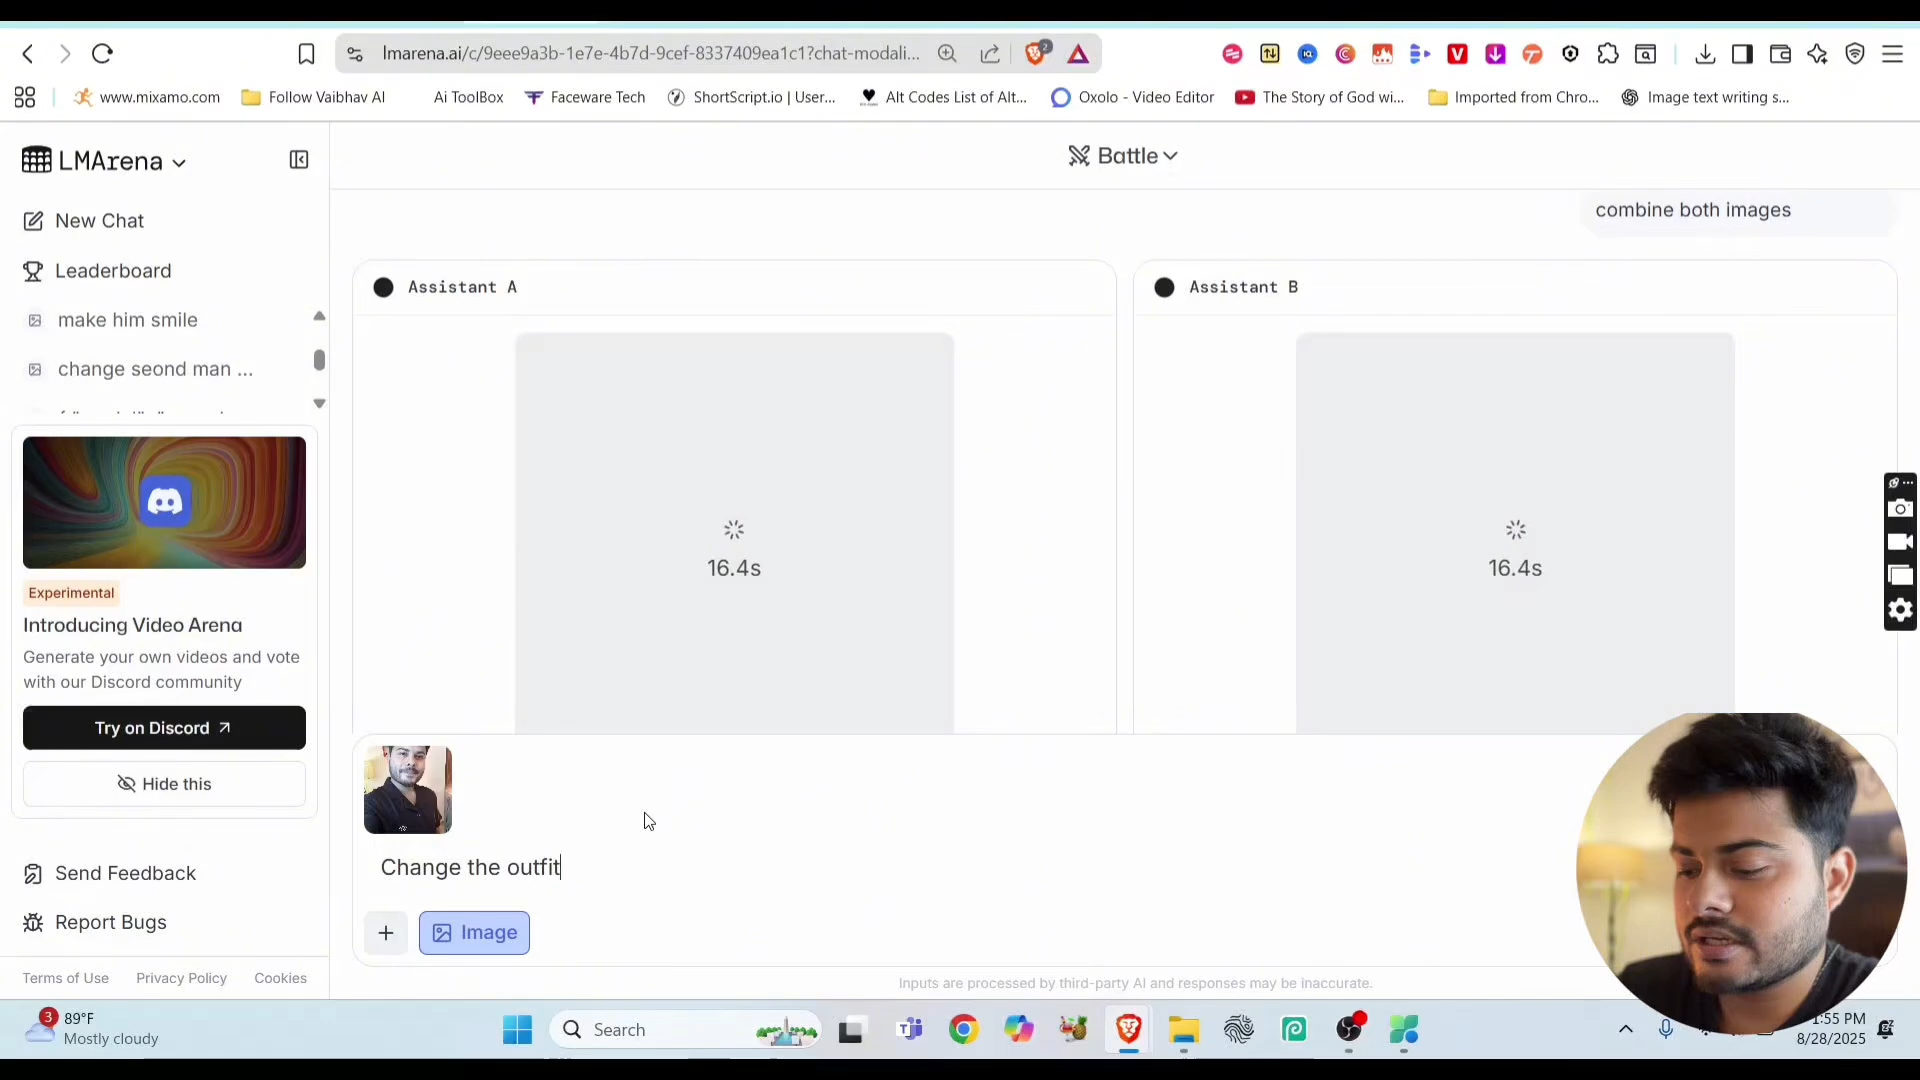 lmarena.ai/c/9eee9a3b-1e7e-4b7d-9cef-8337409ea1c1?chat-modali...
2
www.mixamo.com
Follow Vaibhav AI
Ai ToolBox
Faceware Tech
ShortScript.io | User...
Alt Codes List of Alt...
Oxolo - Video Editor
The Story of God wi...
Imported from Chro...
Image text writing s...
LMArena
Battle
New Chat
Leaderboard
make him smile
change seond man ...
combine both images
Assistant A
Assistant B
16.4s
16.4s
Experimental
Introducing Video Arena
Generate your own videos and vote
with our Discord community
Try on Discord
Hide this
Send Feedback
Report Bugs
Terms of Use
Privacy Policy
Cookies
Change the outfit
Image
Inputs are processed by third-party AI and responses may be inaccurate.
3
89°F
Mostly cloudy
Search
1:55 PM
8/28/2025